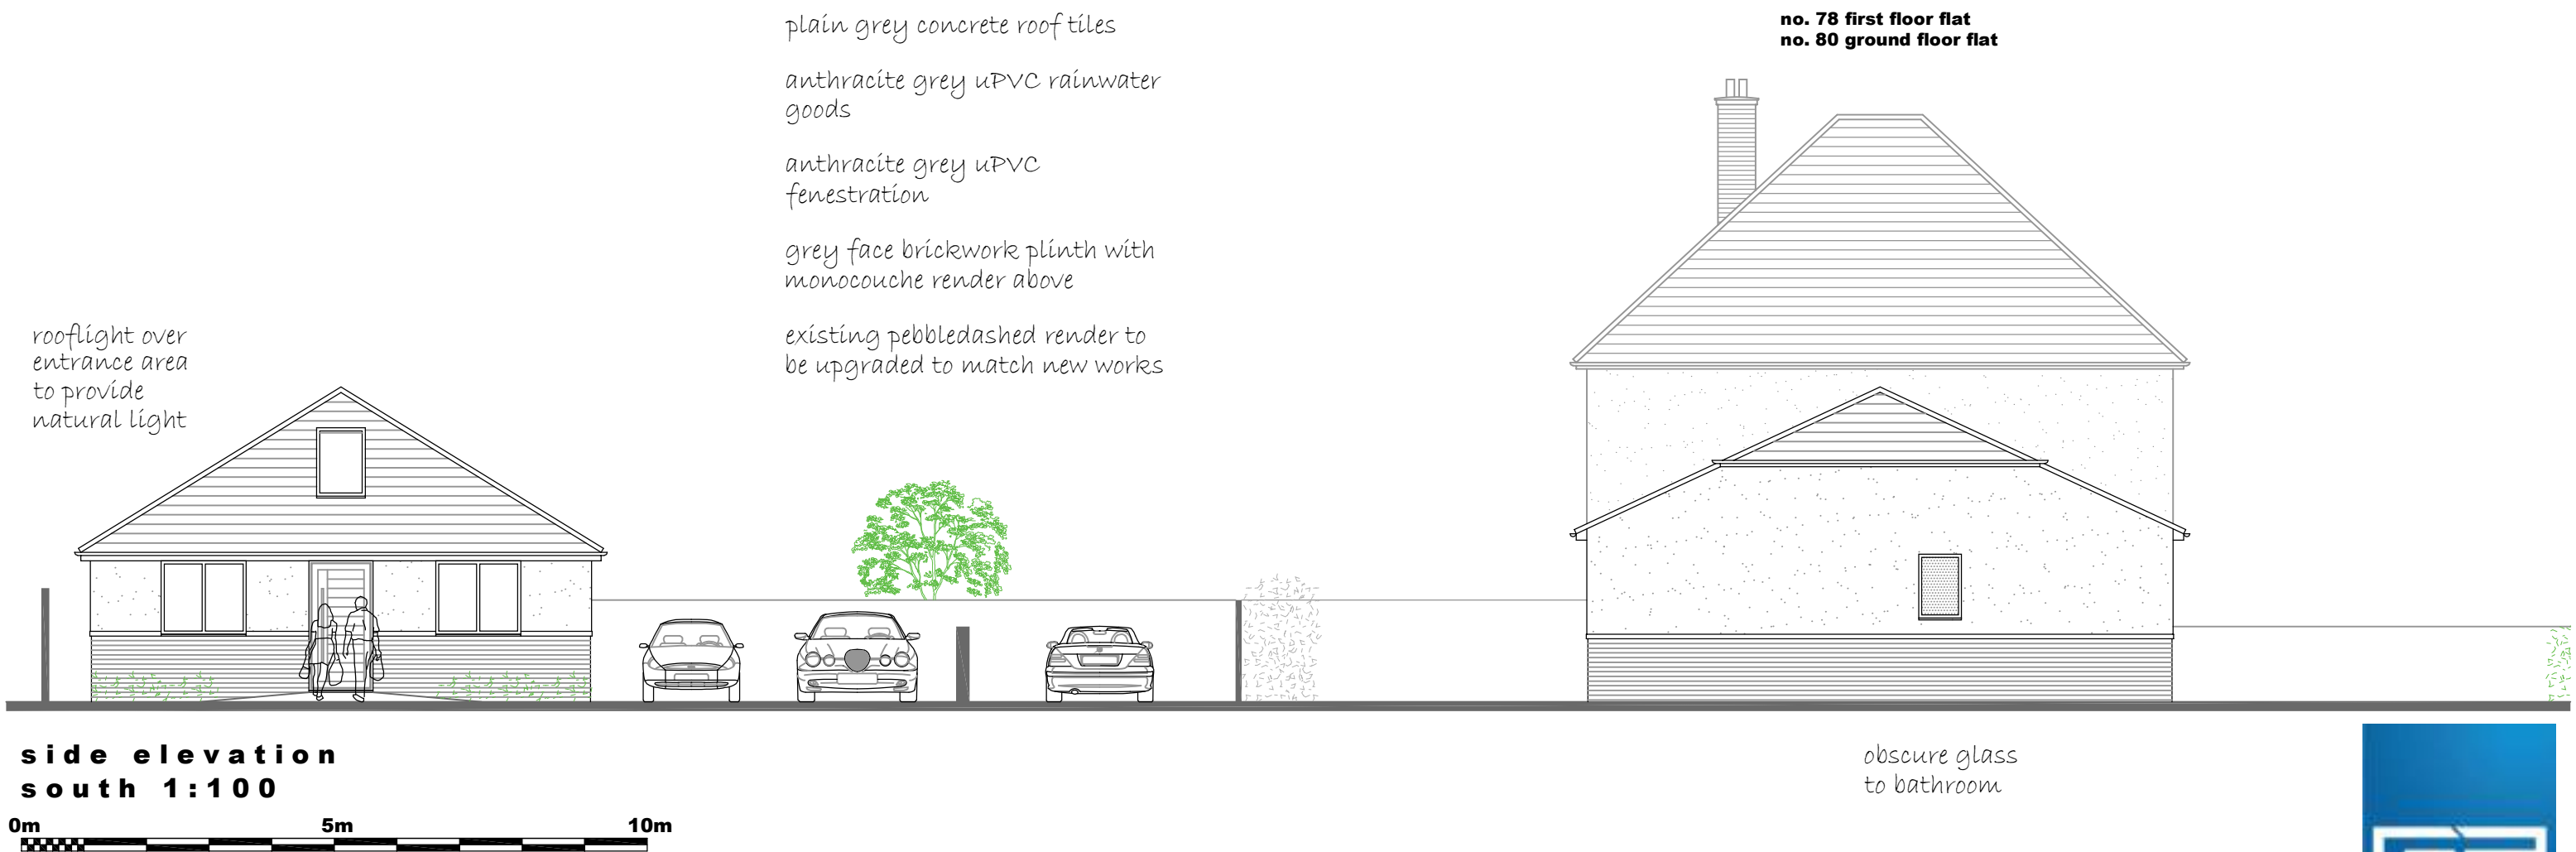 plain grey concrete roof tiles
anthracite grey uPVC rainwater
goods
anthracite grey uPVC
fenestration
grey face brickwork plinth with
monocouche render above
existing pebbledashed render to
be upgraded to match new works
no. 78 first floor flat
no. 80 ground floor flat
rooflight over
entrance area
to provide
natural light
side elevation
south 1:100
0m 5m 10m
obscure glass
to bathroom